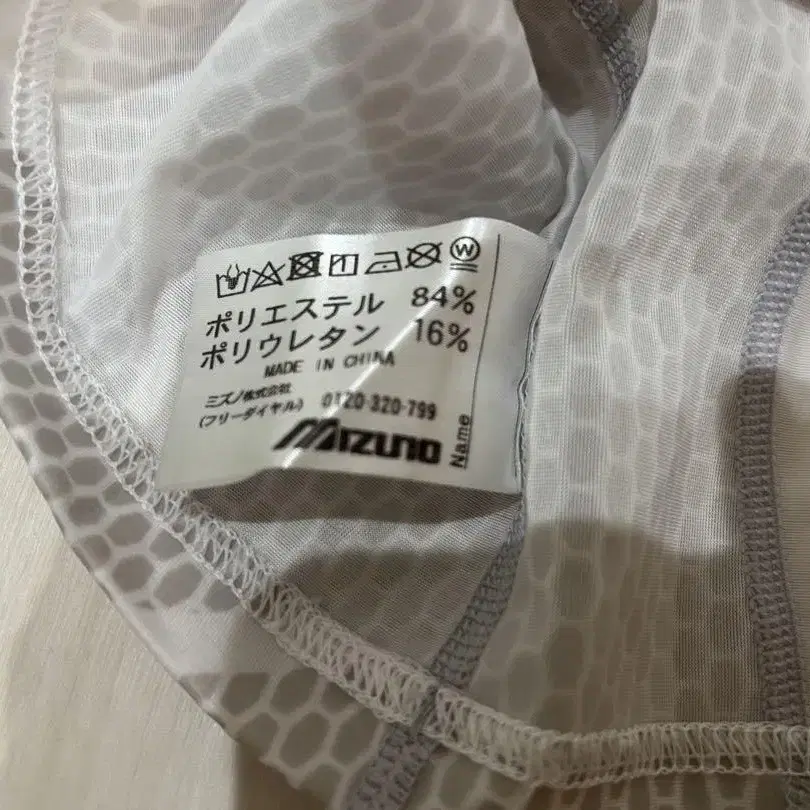 W
ポリエステル 84%
ポリウレタン 16%
MADE IN CHINA
ミズノ株式会社
(フリーダイヤル) 0120-320-799
MIZUNO
Name